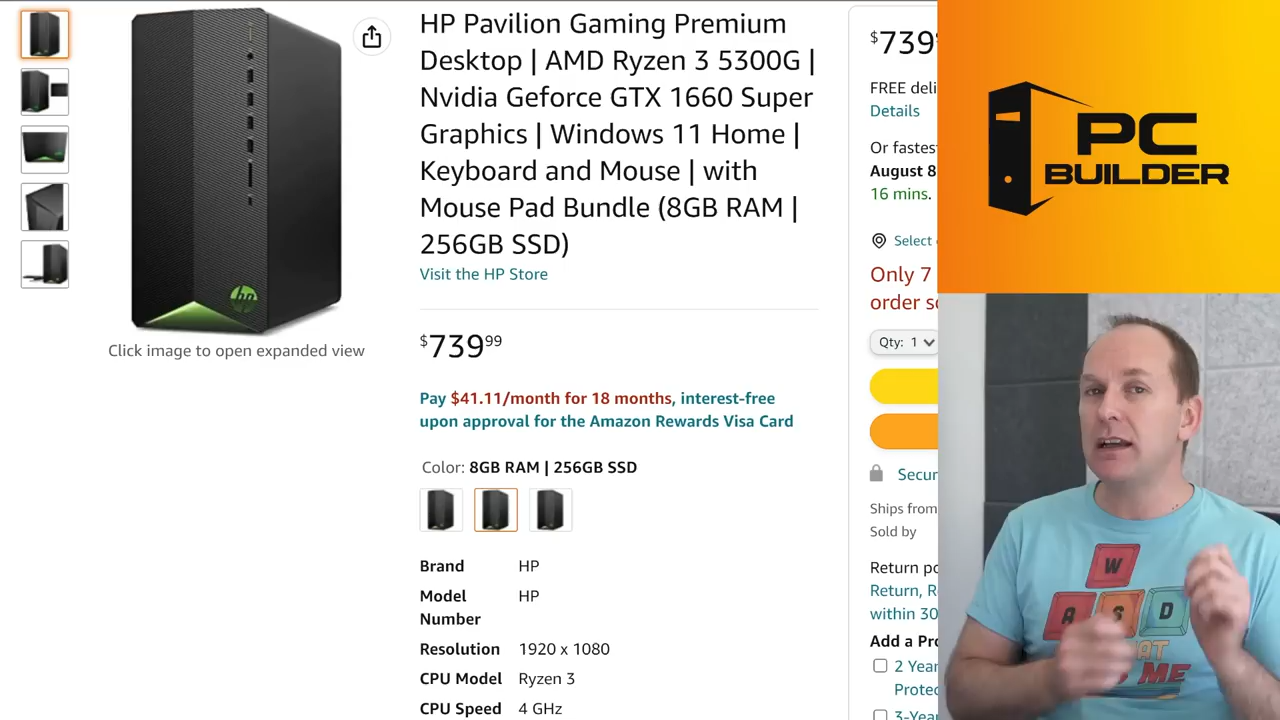 HP Pavilion Gaming Premium
Desktop | AMD Ryzen 3 5300G |
Nvidia Geforce GTX 1660 Super
Graphics | Windows 11 Home |
Keyboard and Mouse | with
Mouse Pad Bundle (8GB RAM |
256GB SSD)
Visit the HP Store
hp
Click image to open expanded view
$739.99
Pay $41.11/month for 18 months, interest-free
upon approval for the Amazon Rewards Visa Card
Color: 8GB RAM | 256GB SSD
Brand HP
Model Number HP
Resolution 1920 x 1080
CPU Model Ryzen 3
CPU Speed 4 GHz
$739
FREE deli
Details
Or fastes
August 8
16 mins.
Select
Only 7
order s
Qty: 1
Secur
Ships from
Sold by
Return po
Return, R
within 30
Add a Pr
2 Year
Protec
3-Year
PC
BUILDER
W
A S D
ME